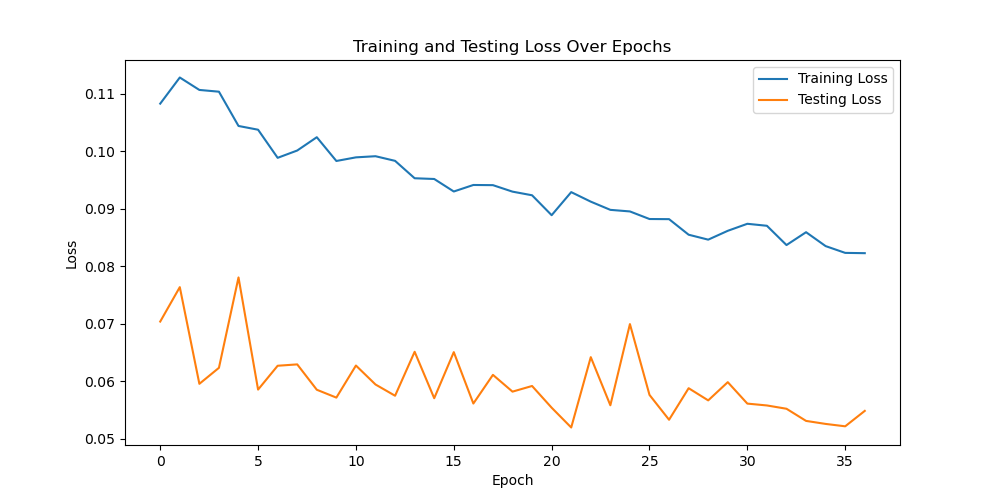 Training and Testing Loss Over Epochs
Training Loss
Testing Loss
0.11
0.10
0.09
0.08
0.07
0.06
0.05
Loss
0 5 10 15 20 25 30 35
Epoch